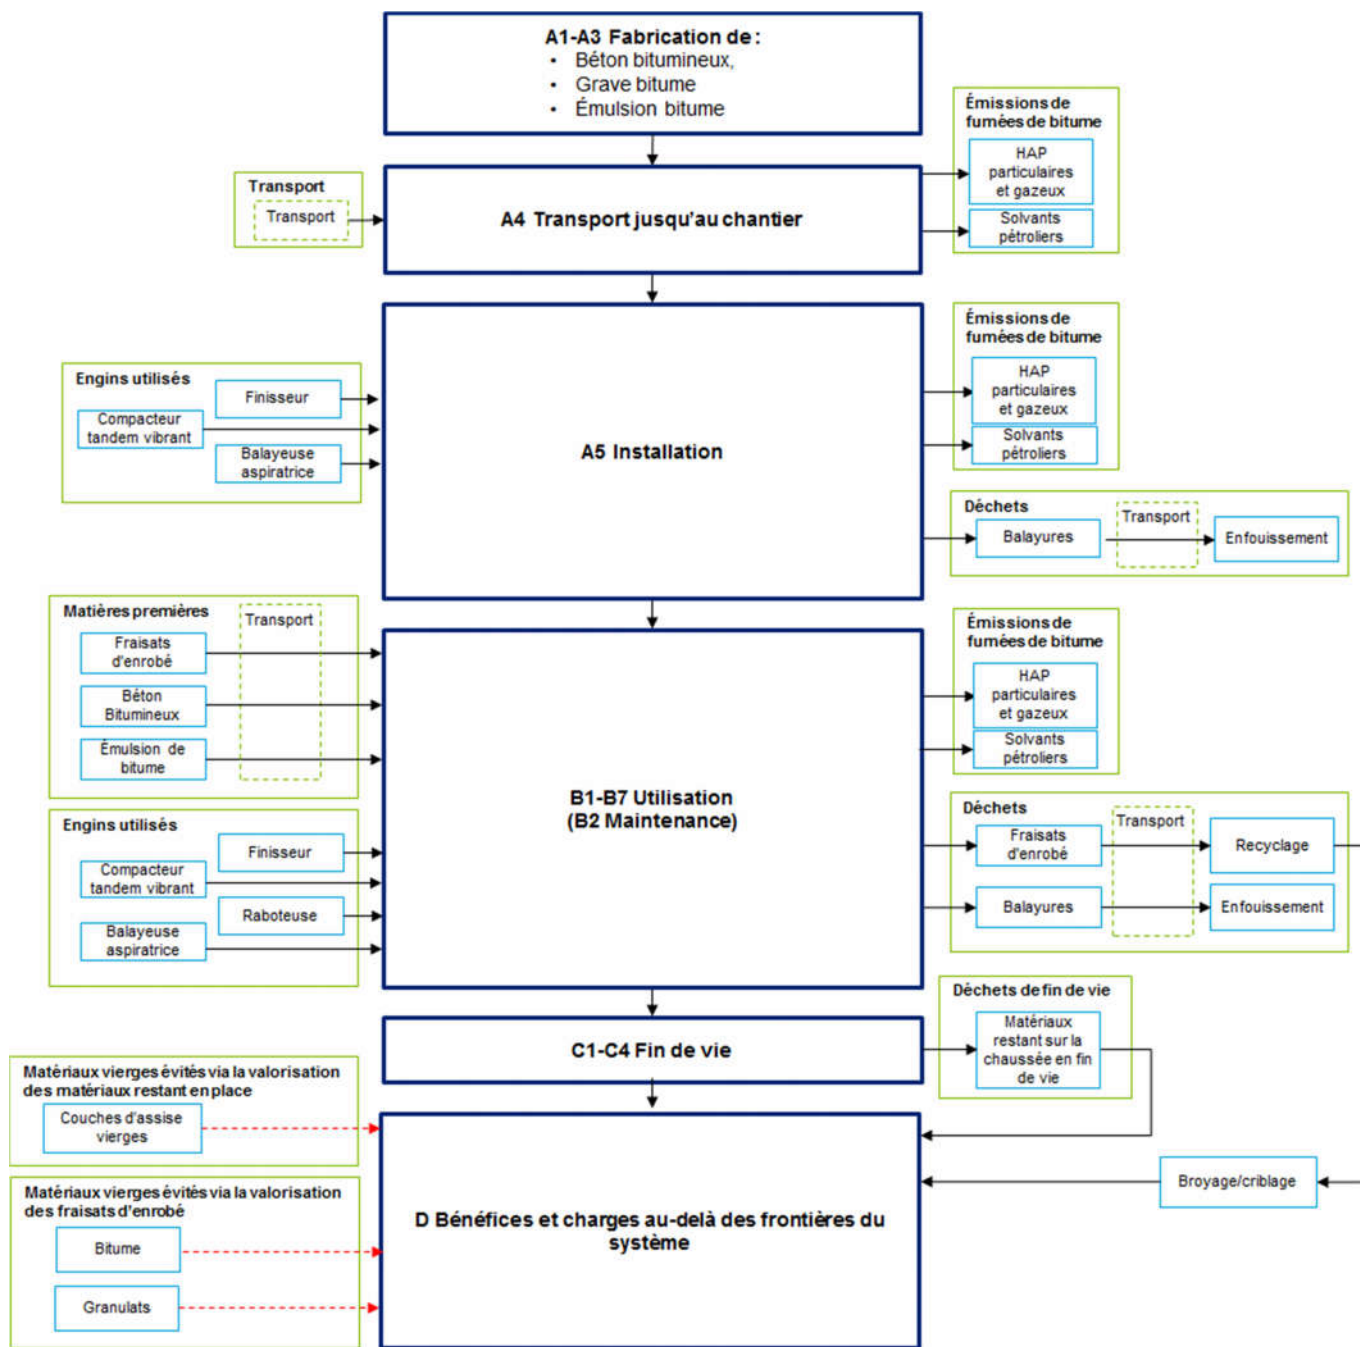 A1-A3 Fabrication de :
• Béton bitumineux,
• Grave bitume
• Émulsion bitume
Émissions de
fumées de bitume
HAP
particulaires
et gazeux
Solvants
pétroliers
Transport
Transport
A4 Transport jusqu'au chantier
Émissions de
fumées de bitume
HAP
particulaires
et gazeux
Solvants
pétroliers
Engins utilisés
Finisseur
Compacteur
tandem vibrant
Balayeuse
aspiratrice
A5 Installation
Déchets
Balayures
Transport
Enfouissement
Matières premières
Transport
Fraisats
d'enrobé
Béton
Bitumineux
Émulsion de
bitume
Émissions de
fumées de bitume
HAP
particulaires
et gazeux
Solvants
pétroliers
B1-B7 Utilisation
(B2 Maintenance)
Engins utilisés
Finisseur
Compacteur
tandem vibrant
Raboteuse
Balayeuse
aspiratrice
Déchets
Fraisats
d'enrobé
Transport
Recyclage
Balayures
Enfouissement
Déchets de fin de vie
Matériaux
restant sur la
chaussée en fin
de vie
C1-C4 Fin de vie
Matériaux vierges évités via la valorisation
des matériaux restant en place
Couches d'assise
vierges
Broyage/criblage
Matériaux vierges évités via la valorisation
des fraisats d'enrobé
Bitume
Granulats
D Bénéfices et charges au-delà des frontières du
système